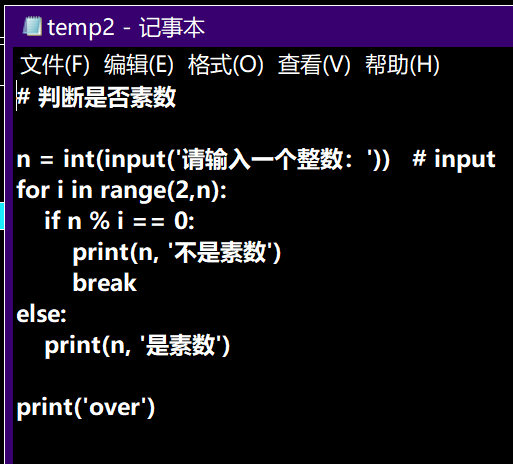 temp2 - 记事本
文件(F) 编辑(E) 格式(O) 查看(V) 帮助(H)
# 判断是否素数
n = int(input('请输入一个整数：'))   # input
for i in range(2,n):
    if n % i == 0:
        print(n, '不是素数')
        break
else:
    print(n, '是素数')
print('over')